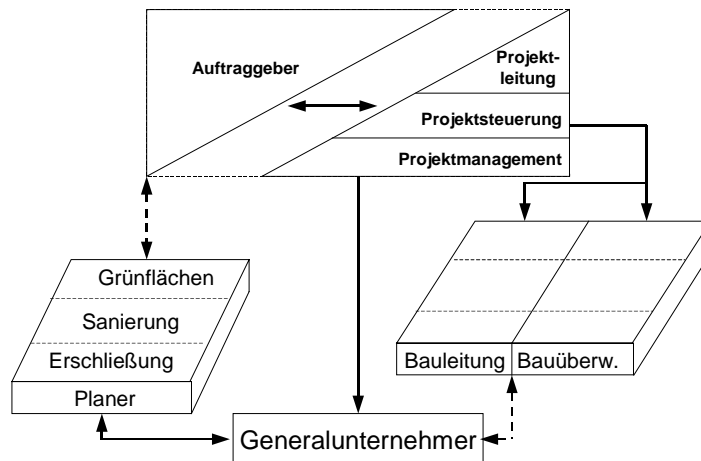 Auftraggeber
Projekt-
leitung
Projektsteuerung
Projektmanagement
Grünflächen
Sanierung
Erschließung
Planer
Bauleitung
Bauüberw.
Generalunternehmer